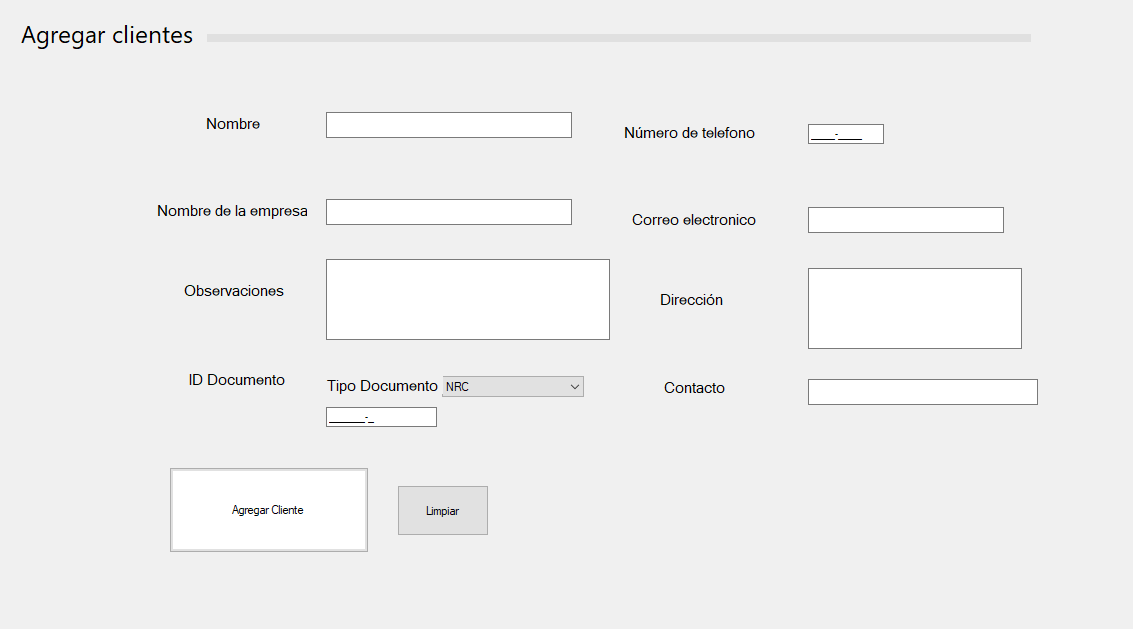 Agregar clientes
Nombre
Número de telefono
____-____
Nombre de la empresa
Correo electronico
Observaciones
Dirección
ID Documento
Tipo Documento NRC
Contacto
______-_
Agregar Cliente
Limpiar